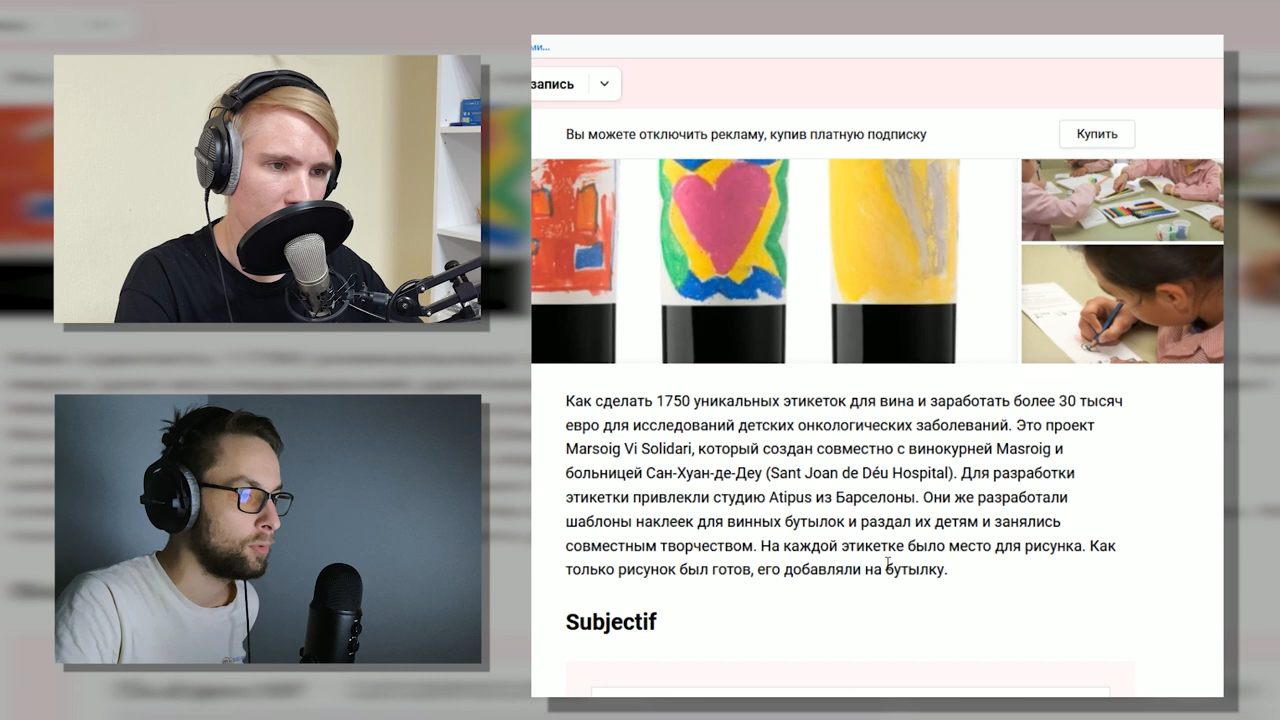 ми...
запись
Вы можете отключить рекламу, купив платную подписку
Купить
Как сделать 1750 уникальных этикеток для вина и заработать более 30 тысяч
евро для исследований детских онкологических заболеваний. Это проект
Marsoig Vi Solidari, который создан совместно с винокурней Masroig и
больницей Сан-Хуан-де-Деу (Sant Joan de Déu Hospital). Для разработки
этикетки привлекли студию Atipus из Барселоны. Они же разработали
шаблоны наклеек для винных бутылок и раздал их детям и занялись
совместным творчеством. На каждой этикетке было место для рисунка. Как
только рисунок был готов, его добавляли на бутылку.
Subjectif